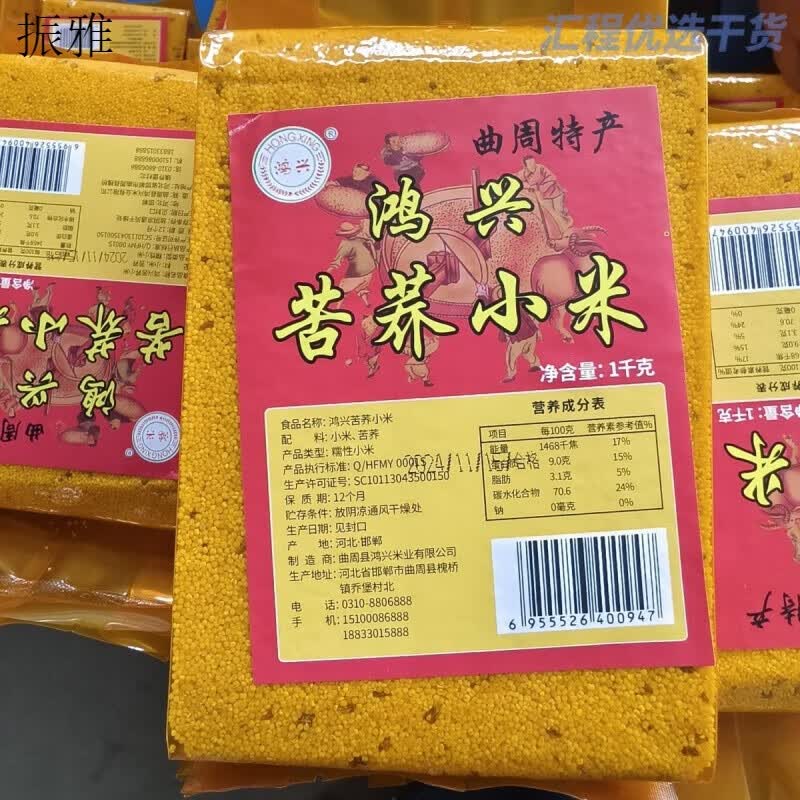 振雅
汇程优选干货
HONGXING
®
鸿兴
曲周特产
鸿兴
苦荞小米
净含量:1千克
食品名称: 鸿兴苦荞小米
配 料: 小米、苦荞
产品类型: 糯性小米
产品执行标准: Q/HFMY 0001S
生产许可证号: SC10113043500150
保 质 期: 12个月
贮存条件: 放阴凉通风干燥处
生产日期: 见封口
产 地: 河北·邯郸
制 造 商: 曲周县鸿兴米业有限公司
生产地址: 河北省邯郸市曲周县槐桥
镇乔堡村北
电 话: 0310-8806888
手 机: 15100086888
18833015888
2024/11/15合格
营养成分表
项目 每100克 营养素参考值%
能量 1468千焦 17%
蛋白质 9.0克 15%
脂肪 3.1克 5%
碳水化合物 70.6 24%
钠 0毫克 0%
6 955526 400947